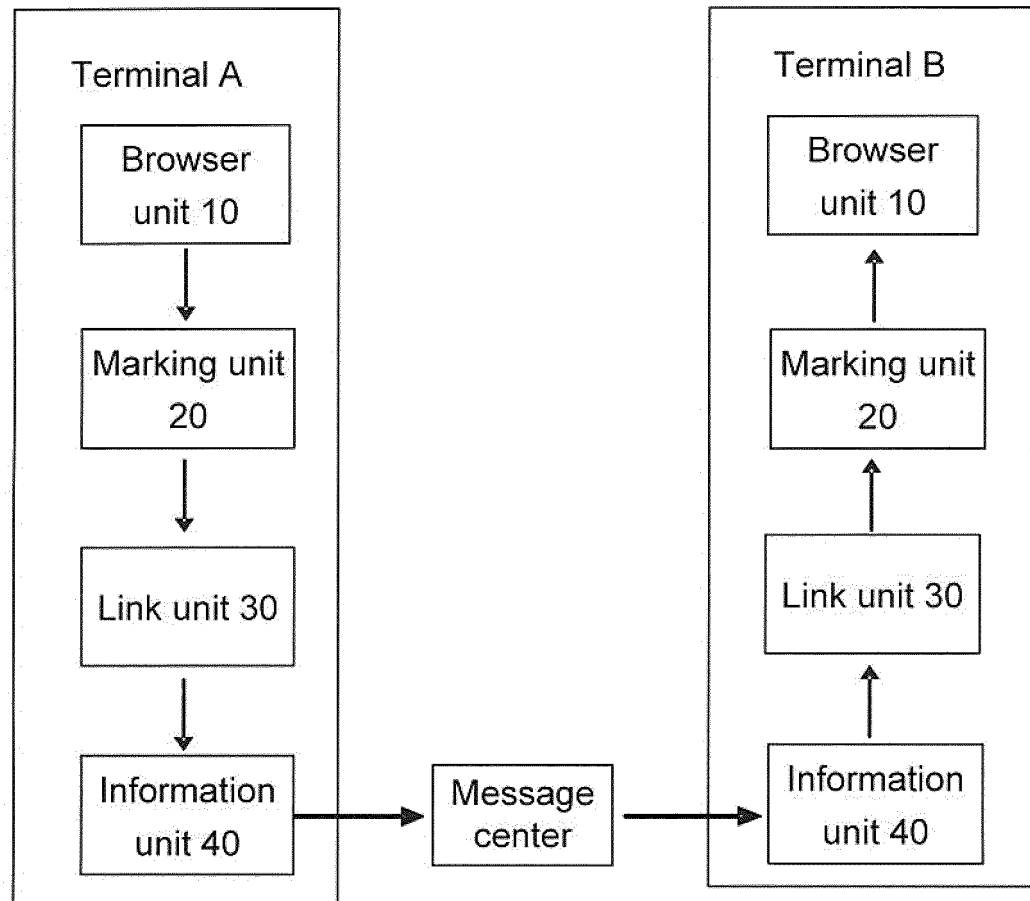 Terminal A
Browser
unit 10
Marking unit
20
Link unit 30
Information
unit 40
Message
center
Terminal B
Browser
unit 10
Marking unit
20
Link unit 30
Information
unit 40